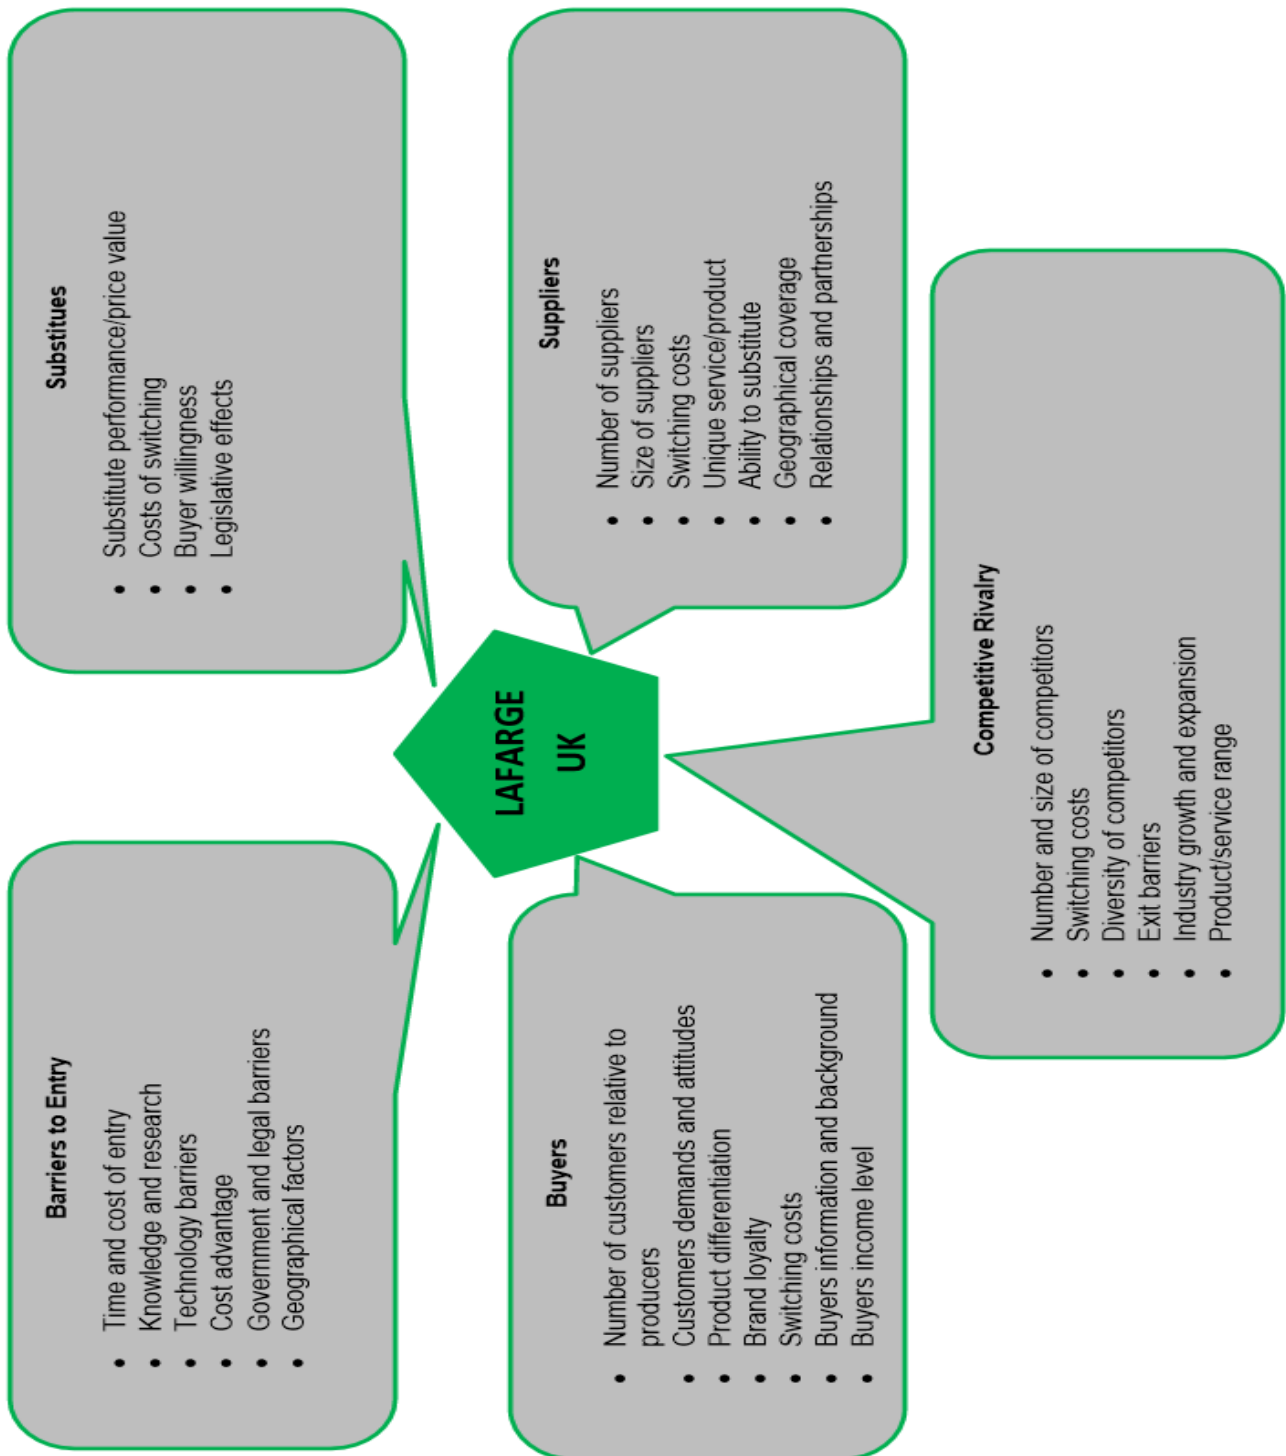 Barriers to Entry
• Time and cost of entry
• Knowledge and research
• Technology barriers
• Cost advantage
• Government and legal barriers
• Geographical factors
Substitues
• Substitute performance/price value
• Costs of switching
• Buyer willingness
• Legislative effects
LAFARGE
UK
Buyers
• Number of customers relative to
producers
• Customers demands and attitudes
• Product differentiation
• Brand loyalty
• Switching costs
• Buyers information and background
• Buyers income level
Suppliers
• Number of suppliers
• Size of suppliers
• Switching costs
• Unique service/product
• Ability to substitute
• Geographical coverage
• Relationships and partnerships
Competitive Rivalry
• Number and size of competitors
• Switching costs
• Diversity of competitors
• Exit barriers
• Industry growth and expansion
• Product/service range